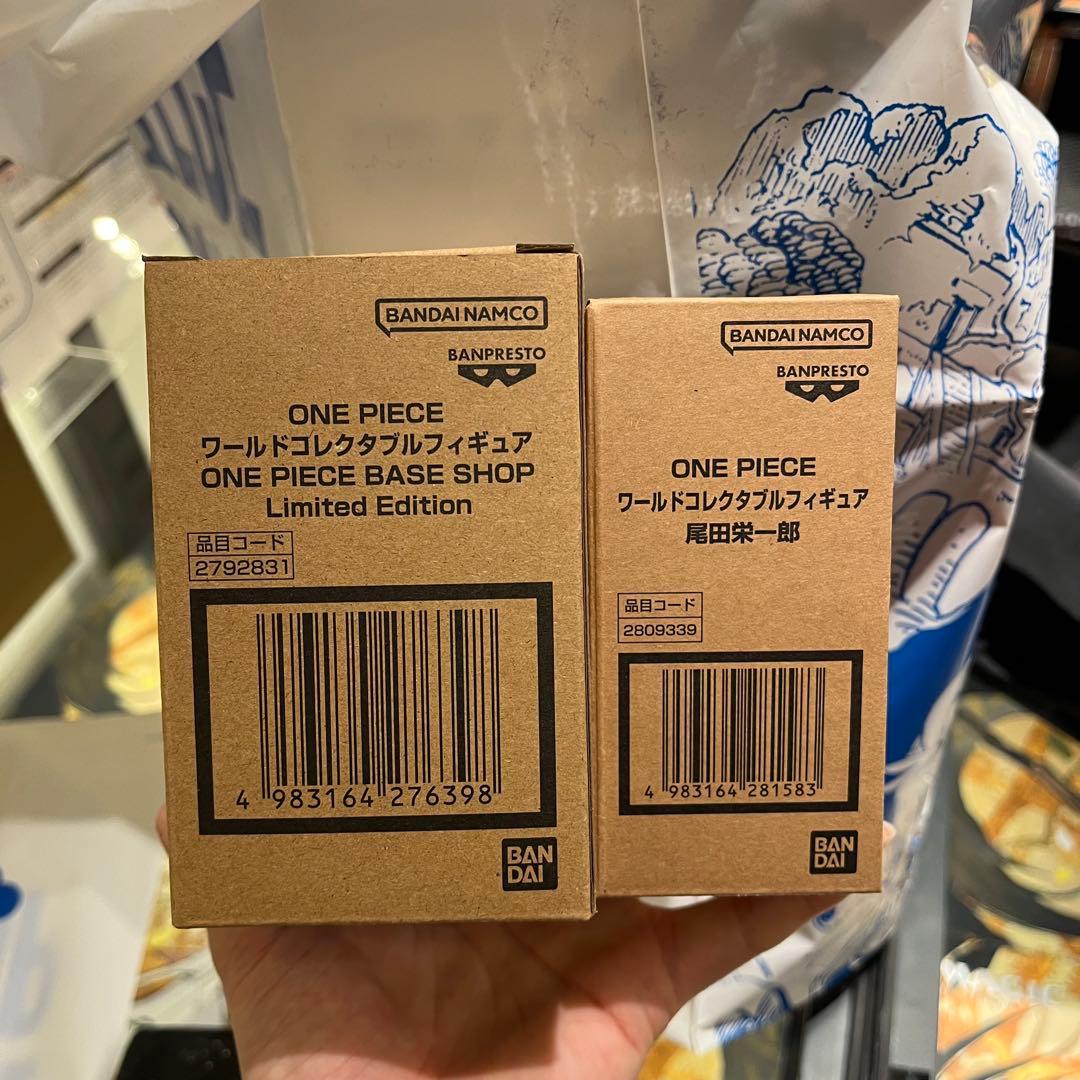 BANDAI NAMCO
BANPRESTO
ONE PIECE
ワールドコレクタブルフィギュア
ONE PIECE BASE SHOP
Limited Edition
品目コード
2792831
4 983164 276398
BAN
DAI
BANDAI NAMCO
BANPRESTO
ONE PIECE
ワールドコレクタブルフィギュア
尾田栄一郎
品目コード
2809339
4 983164 281583
BAN
DAI